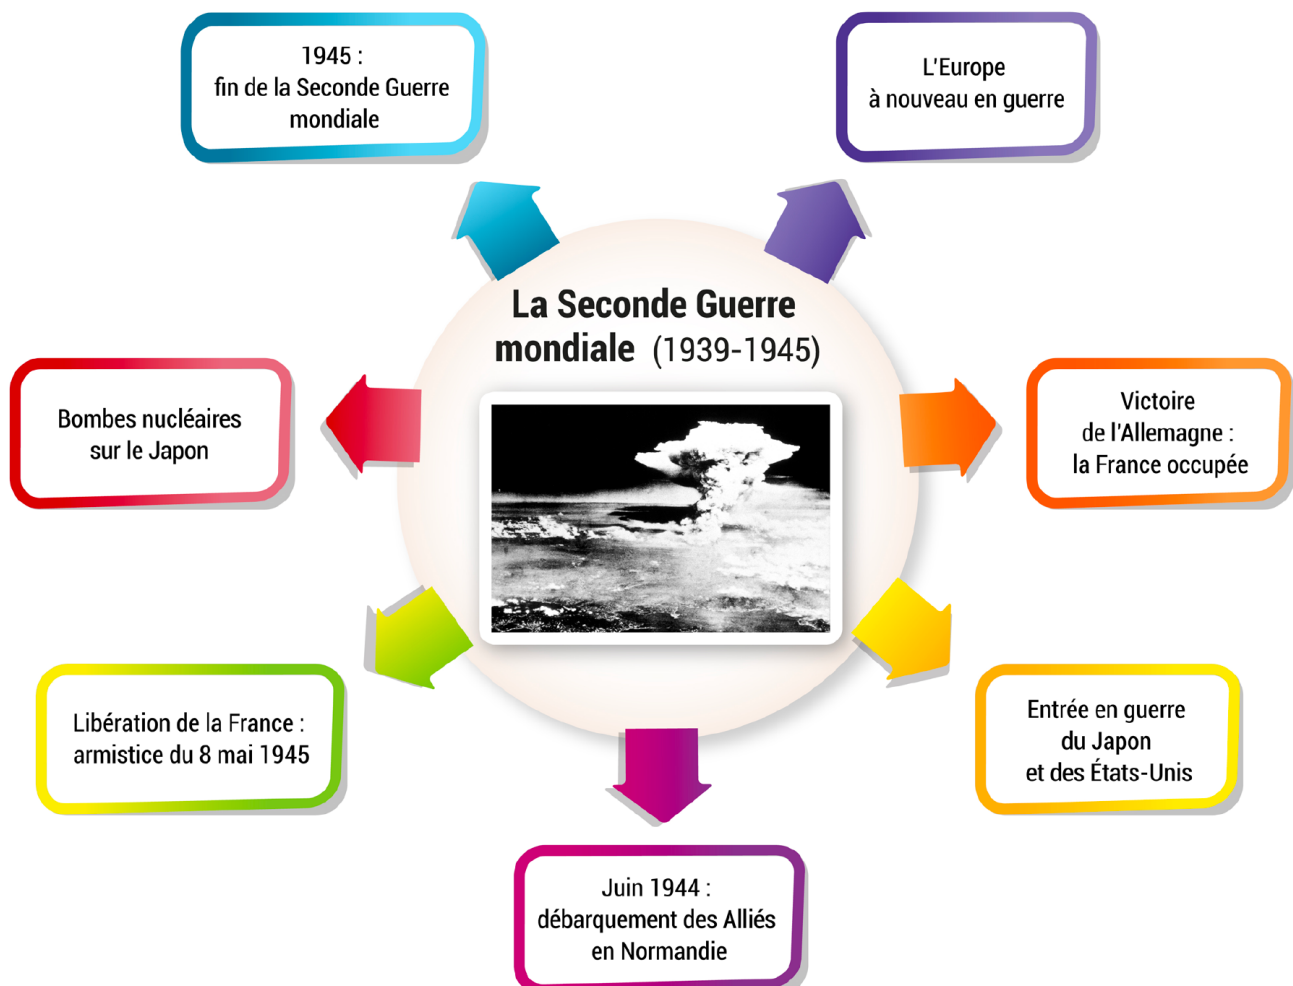 1945 :
fin de la Seconde Guerre
mondiale
L'Europe
à nouveau en guerre
La Seconde Guerre
mondiale (1939-1945)
Bombes nucléaires
sur le Japon
Victoire
de l'Allemagne :
la France occupée
Libération de la France :
armistice du 8 mai 1945
Entrée en guerre
du Japon
et des États-Unis
Juin 1944 :
débarquement des Alliés
en Normandie